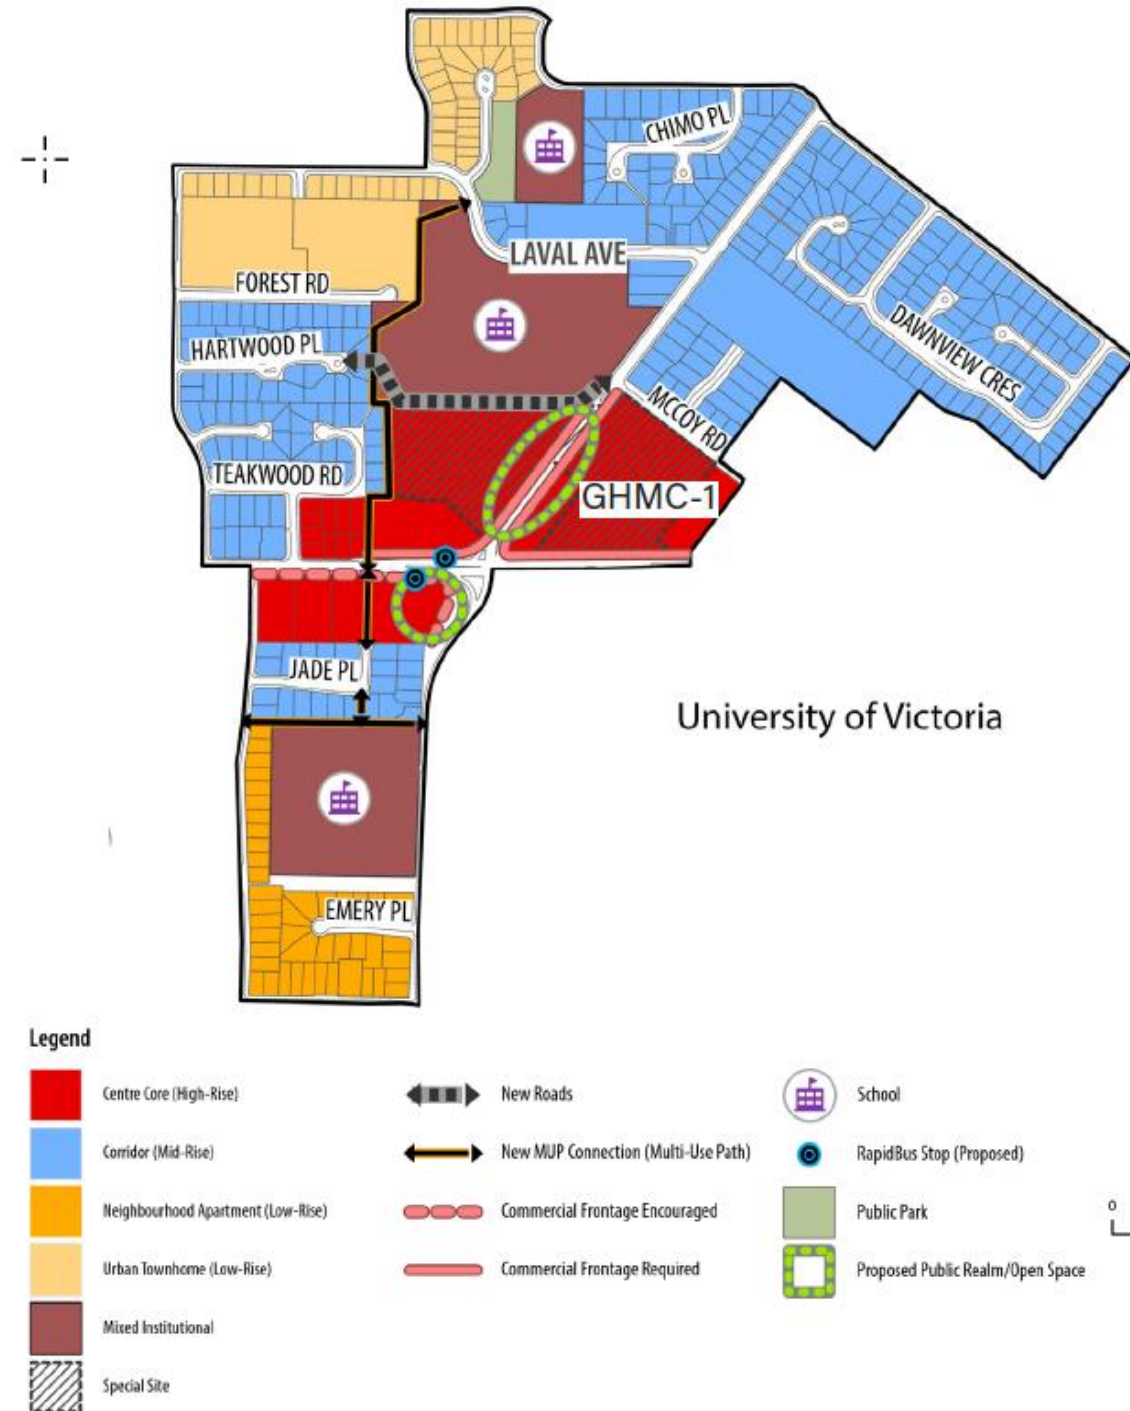 CHIMO PL
LAVAL AVE
FOREST RD
HARTWOOD PL
DAWNVIEW CRES
MCCOY RD
TEAKWOOD RD
GHMC-1
JADE PL
University of Victoria
EMERY PL
Legend
Centre Core (High-Rise)
New Roads
School
Corridor (Mid-Rise)
New MUP Connection (Multi-Use Path)
RapidBus Stop (Proposed)
Neighbourhood Apartment (Low-Rise)
Commercial Frontage Encouraged
Public Park
0
Urban Townhome (Low-Rise)
Commercial Frontage Required
Proposed Public Realm/Open Space
Mixed Institutional
Special Site